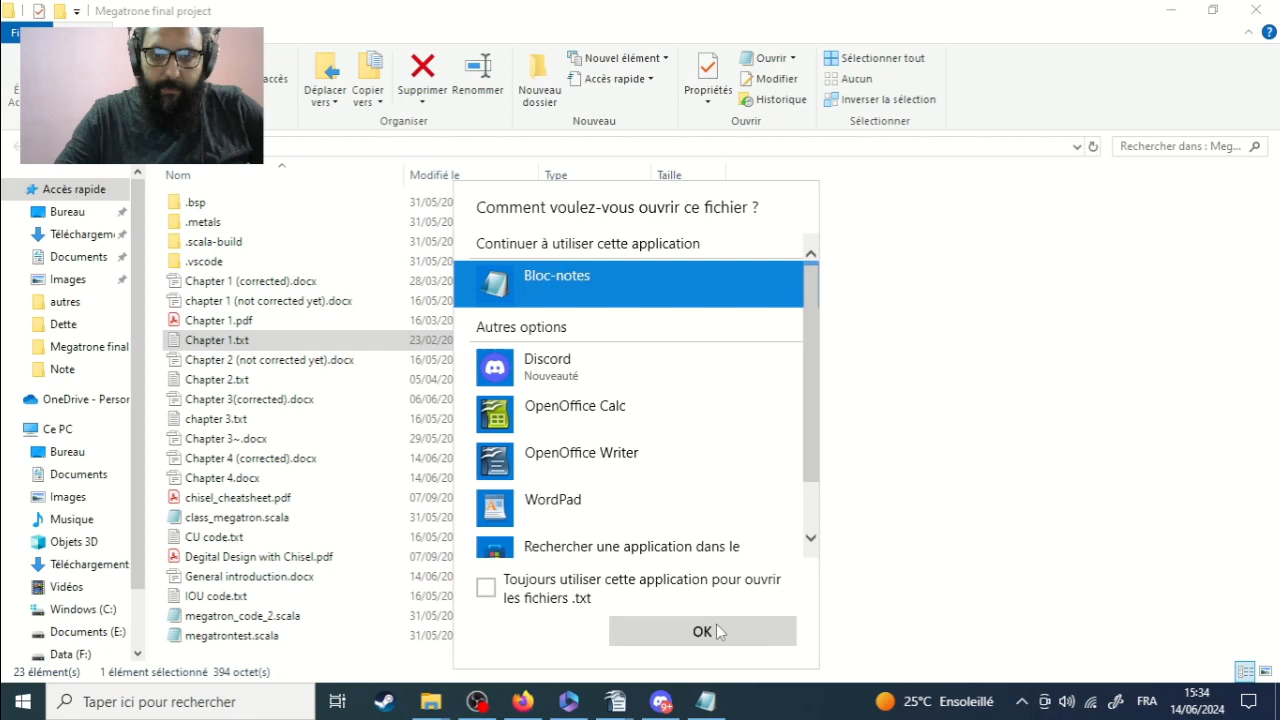 Megatrone final project
Fi
accès
Déplacer vers
Copier vers
Supprimer
Renommer
Organiser
Nouveau dossier
Nouvel élément
Accès rapide
Nouveau
Propriétés
Ouvrir
Modifier
Historique
Ouvrir
Sélectionner tout
Aucun
Inverser la sélection
Sélectionner
Rechercher dans : Meg...
Nom
Modifié le
Type
Taille
Accès rapide
Bureau
Téléchargem
Documents
Images
autres
Dette
Megatrone final
Note
OneDrive - Persor
Ce PC
Bureau
Documents
Images
Musique
Objets 3D
Téléchargement
Vidéos
Windows (C:)
Documents (E:)
Data (F:)
.bsp 31/05/20
.metals 31/05/20
.scala-build 31/05/20
.vscode 31/05/20
Chapter 1 (corrected).docx 28/03/20
chapter 1 (not corrected yet).docx 16/05/20
Chapter 1.pdf 16/03/20
Chapter 1.txt 23/02/20
Chapter 2 (not corrected yet).docx 16/05/20
Chapter 2.txt 05/04/20
Chapter 3(corrected).docx 06/06/20
chapter 3.txt 16/05/20
Chapter 3~.docx 29/05/20
Chapter 4 (corrected).docx 14/06/20
Chapter 4.docx 14/06/20
chisel_cheatsheet.pdf 07/09/20
class_megatron.scala 31/05/20
CU code.txt 16/05/20
Degital Design with Chisel.pdf 07/09/20
General introduction.docx 14/06/20
IOU code.txt 16/05/20
megatron_code_2.scala 31/05/20
megatrontest.scala 31/05/20
Comment voulez-vous ouvrir ce fichier ?
Continuer à utiliser cette application
Bloc-notes
Autres options
Discord
Nouveauté
OpenOffice Calc
OpenOffice Writer
WordPad
Rechercher une application dans le
Toujours utiliser cette application pour ouvrir
les fichiers .txt
OK
23 élément(s) 1 élément sélectionné 394 octet(s)
Taper ici pour rechercher
25°C Ensoleillé
FRA
15:34
14/06/2024